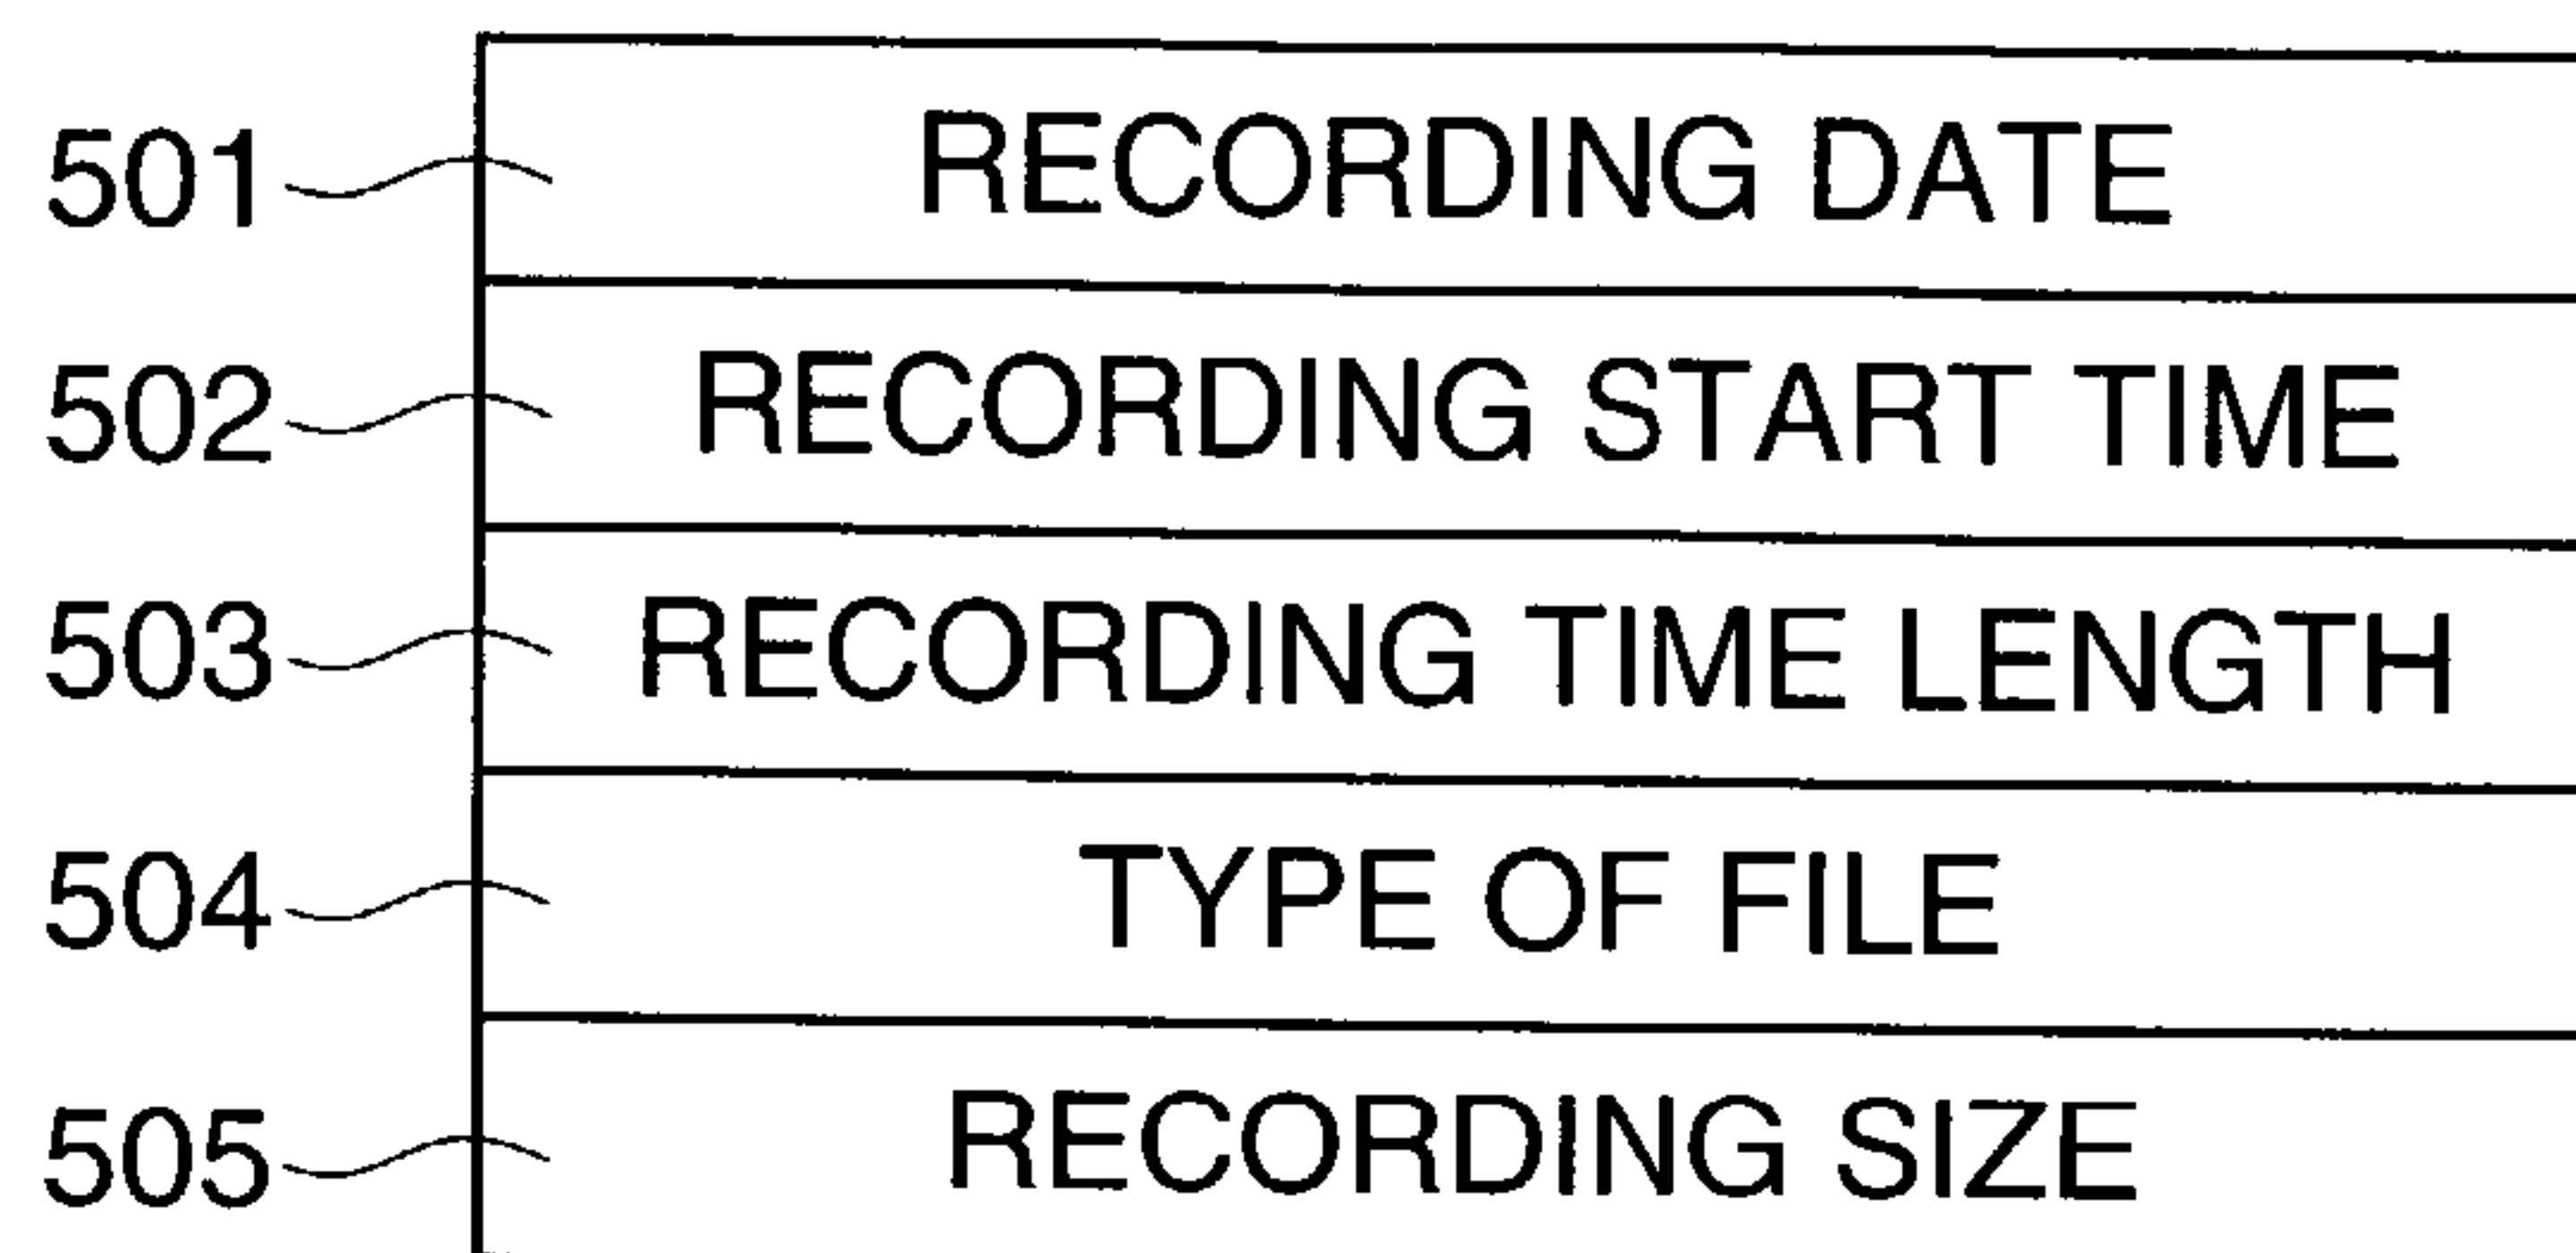 501 RECORDING DATE
502 RECORDING START TIME
503 RECORDING TIME LENGTH
504 TYPE OF FILE
505 RECORDING SIZE